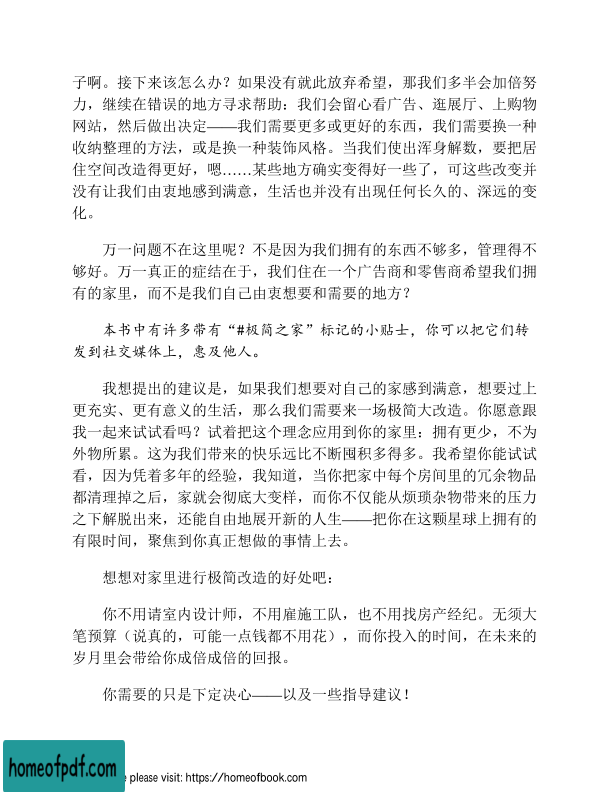 子啊。接下来该怎么办？如果没有就此放弃希望，那我们多半会加倍努
力，继续在错误的地方寻求帮助：我们会留心看广告、逛展厅、上购物
网站，然后做出决定——我们需要更多或更好的东西，我们需要换一种
收纳整理的方法，或是换一种装饰风格。当我们使出浑身解数，要把居
住空间改造得更好，嗯……某些地方确实变得好一些了，可这些改变并
没有让我们由衷地感到满意，生活也并没有出现任何长久的、深远的变
化。
万一问题不在这里呢？不是因为我们拥有的东西不够多，管理得不
够好。万一真正的症结在于，我们住在一个广告商和零售商希望我们拥
有的家里，而不是我们自己由衷想要和需要的地方？
本书中有许多带有“#极简之家”标记的小贴士，你可以把它们转
发到社交媒体上，惠及他人。
我想提出的建议是，如果我们想要对自己的家感到满意，想要过上
更充实、更有意义的生活，那么我们需要来一场极简大改造。你愿意跟
我一起来试试看吗？试着把这个理念应用到你的家里：拥有更少，不为
外物所累。这为我们带来的快乐远比不断囤积多得多。我希望你能试试
看，因为凭着多年的经验，我知道，当你把家中每个房间里的冗余物品
都清理掉之后，家就会彻底大变样，而你不仅能从烦琐杂物带来的压力
之下解脱出来，还能自由地展开新的人生——把你在这颗星球上拥有的
有限时间，聚焦到你真正想做的事情上去。
想想对家里进行极简改造的好处吧：
你不用请室内设计师，不用雇施工队，也不用找房产经纪。无须大
笔预算（说真的，可能一点钱都不用花），而你投入的时间，在未来的
岁月里会带给你成倍成倍的回报。
你需要的只是下定决心——以及一些指导建议！
homeofpdf.com
please visit: https://homeofbook.com